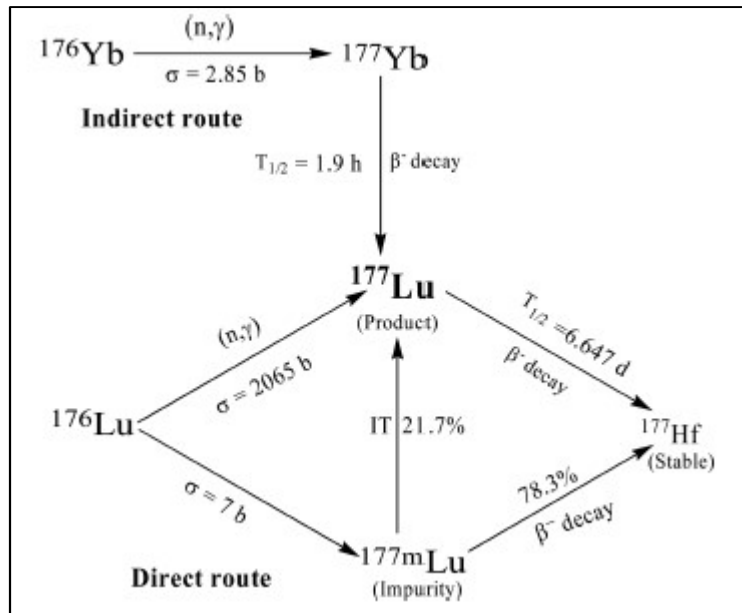 (n,γ)
¹⁷⁶Yb ¹⁷⁷Yb
σ = 2.85 b
Indirect route
T₁/₂ = 1.9 h β⁻ decay
¹⁷⁷Lu
(Product)
(n,γ)
σ = 2065 b
T₁/₂ =6.647 d
β⁻ decay
¹⁷⁶Lu
IT 21.7%
¹⁷⁷Hf
(Stable)
σ = 7 b
78.3%
β⁻ decay
¹⁷⁷ᵐLu
(Impurity)
Direct route